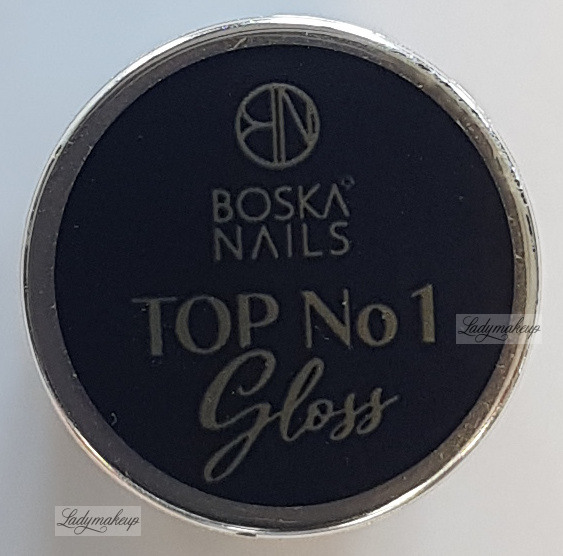 BN
BOSKA
NAILS
TOP No 1
Gloss
Ladymakeup
Ladymakeup